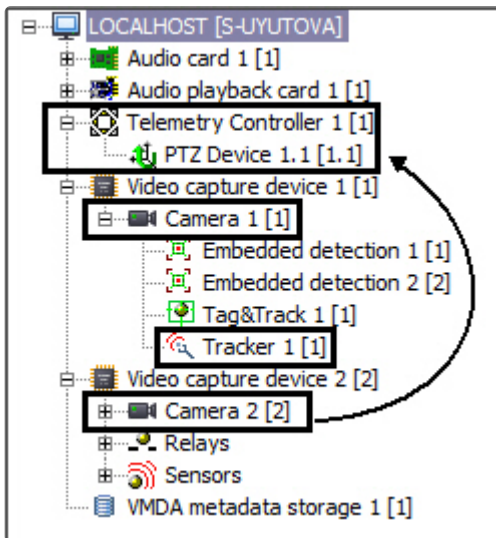 LOCALHOST [S-UYUTOVA]
Audio card 1 [1]
Audio playback card 1 [1]
Telemetry Controller 1 [1]
PTZ Device 1.1 [1.1]
Video capture device 1 [1]
Camera 1 [1]
Embedded detection 1 [1]
Embedded detection 2 [2]
Tag&Track 1 [1]
Tracker 1 [1]
Video capture device 2 [2]
Camera 2 [2]
Relays
Sensors
VMDA metadata storage 1 [1]